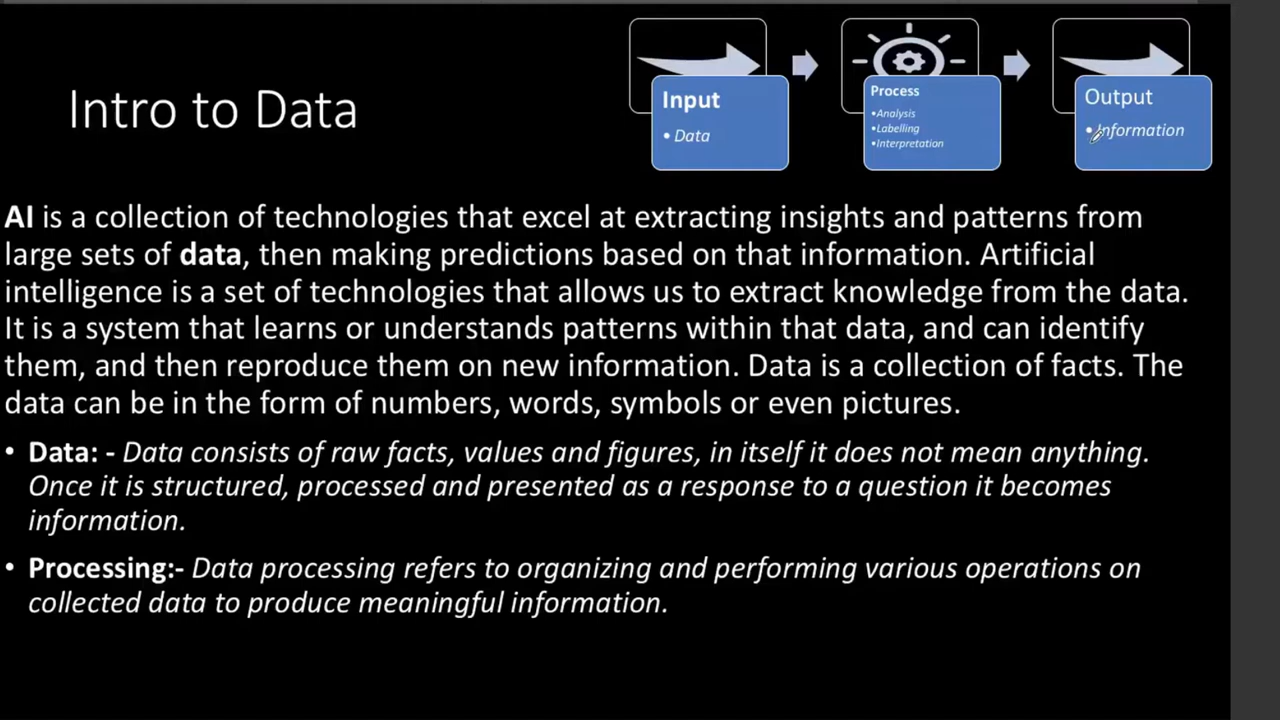 Intro to Data
Input
• Data
Process
•Analysis
•Labelling
•Interpretation
Output
• Information
AI is a collection of technologies that excel at extracting insights and patterns from
large sets of data, then making predictions based on that information. Artificial
intelligence is a set of technologies that allows us to extract knowledge from the data.
It is a system that learns or understands patterns within that data, and can identify
them, and then reproduce them on new information. Data is a collection of facts. The
data can be in the form of numbers, words, symbols or even pictures.
• Data: - Data consists of raw facts, values and figures, in itself it does not mean anything.
Once it is structured, processed and presented as a response to a question it becomes
information.
• Processing:- Data processing refers to organizing and performing various operations on
collected data to produce meaningful information.